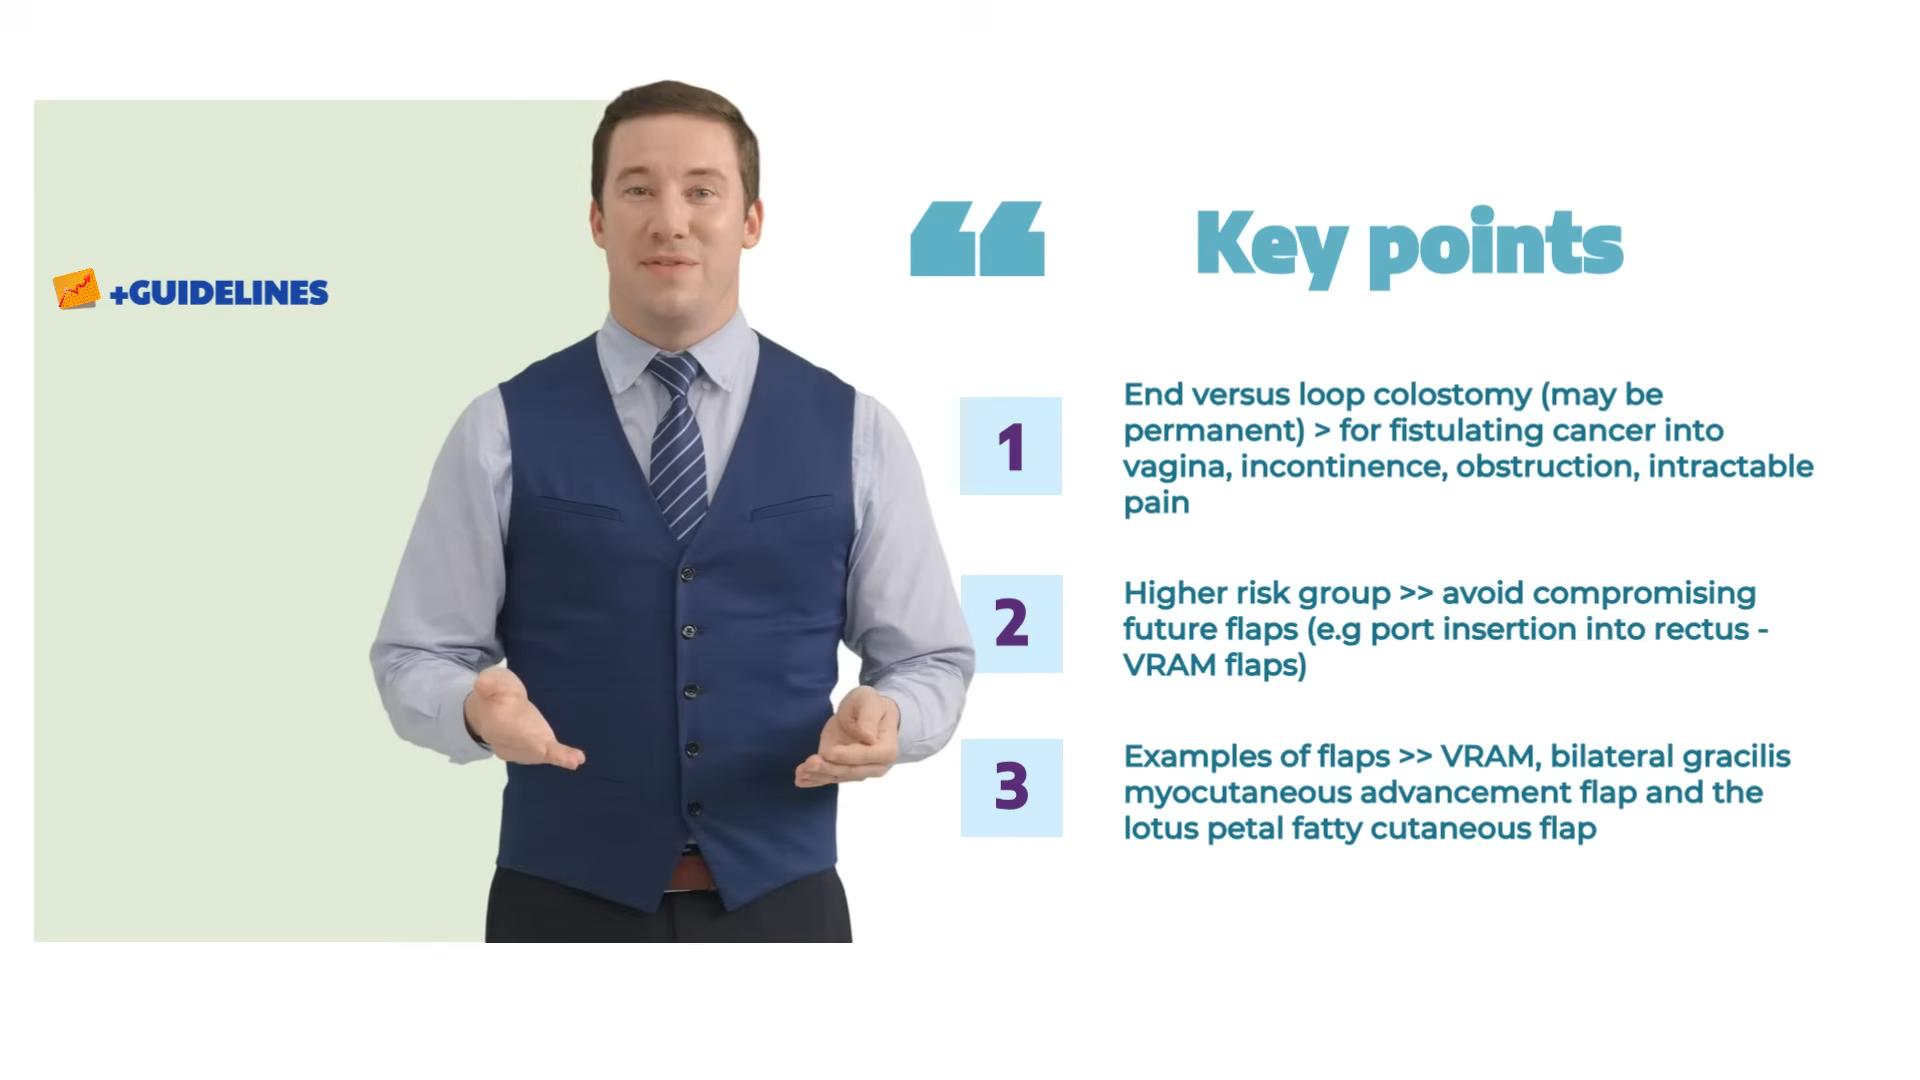 +GUIDELINES
Key points
1
End versus loop colostomy (may be
permanent) > for fistulating cancer into
vagina, incontinence, obstruction, intractable
pain
2
Higher risk group >> avoid compromising
future flaps (e.g port insertion into rectus -
VRAM flaps)
3
Examples of flaps >> VRAM, bilateral gracilis
myocutaneous advancement flap and the
lotus petal fatty cutaneous flap